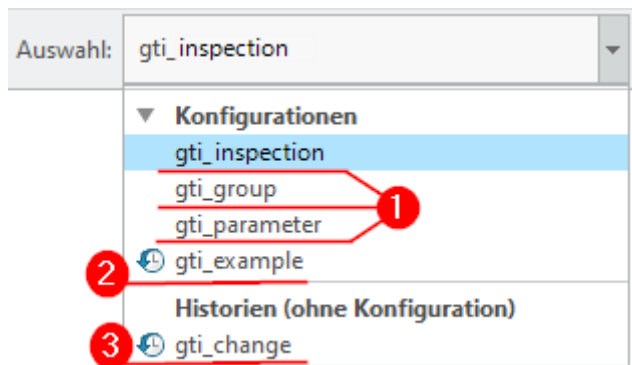 Auswahl: gti_inspection
Konfigurationen
gti_inspection
gti_group
1
gti_parameter
2 gti_example
Historien (ohne Konfiguration)
3 gti_change